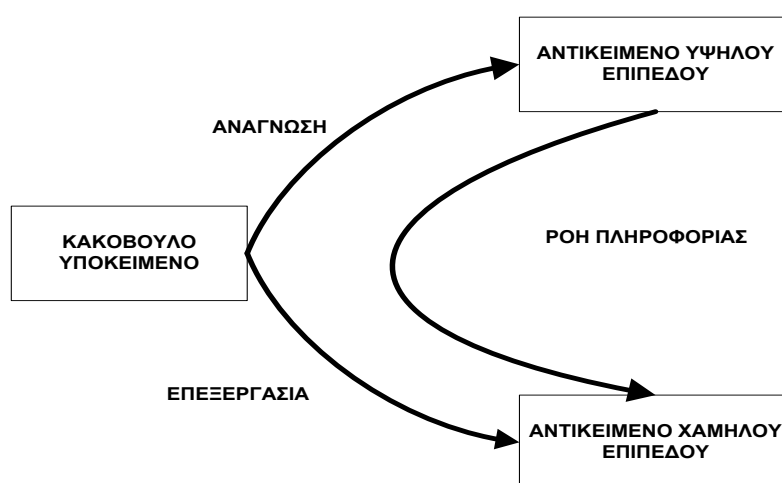 ΑΝΤΙΚΕΙΜΕΝΟ ΥΨΗΛΟΥ
ΕΠΙΠΕΔΟΥ
ΑΝΑΓΝΩΣΗ
ΚΑΚΟΒΟΥΛΟ
ΥΠΟΚΕΙΜΕΝΟ
ΡΟΗ ΠΛΗΡΟΦΟΡΙΑΣ
ΕΠΕΞΕΡΓΑΣΙΑ
ΑΝΤΙΚΕΙΜΕΝΟ ΧΑΜΗΛΟΥ
ΕΠΙΠΕΔΟΥ